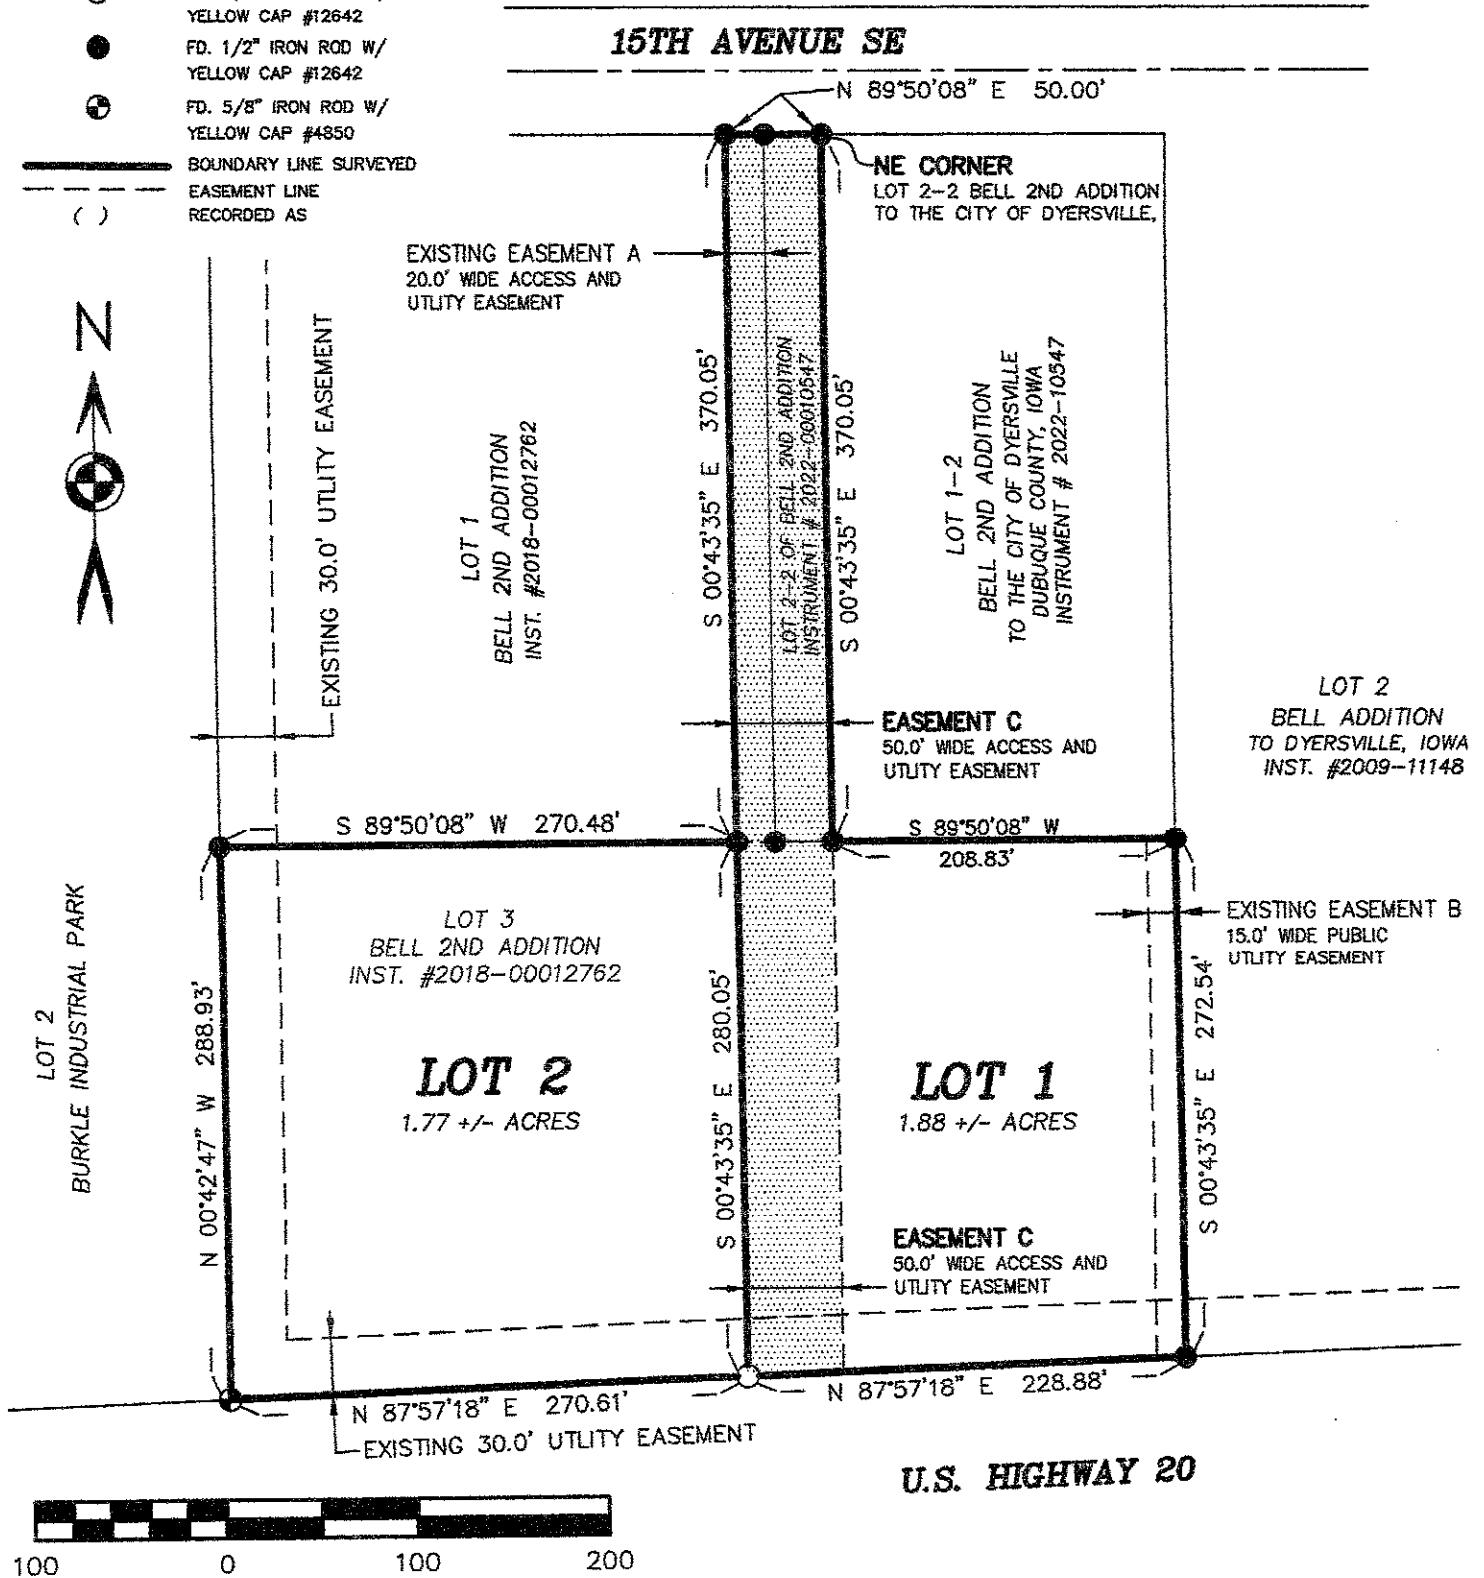 YELLOW CAP #12642
FD. 1/2" IRON ROD W/
YELLOW CAP #12642
FD. 5/8" IRON ROD W/
YELLOW CAP #4850
BOUNDARY LINE SURVEYED
EASEMENT LINE
( ) RECORDED AS
15TH AVENUE SE
N 89°50'08" E 50.00'
NE CORNER
LOT 2-2 BELL 2ND ADDITION
TO THE CITY OF DYERSVILLE,
EXISTING EASEMENT A
20.0' WIDE ACCESS AND
UTLITY EASEMENT
N
EXISTING 30.0' UTLITY EASEMENT
LOT 1
BELL 2ND ADDITION
INST. #2018-00012762
S 00°43'35" E 370.05'
LOT 2-2 OF BELL 2ND ADDITION
INSTRUMENT # 2022-00010547
S 00°43'35" E 370.05'
LOT 1-2
BELL 2ND ADDITION
TO THE CITY OF DYERSVILLE
DUBUQUE COUNTY, IOWA
INSTRUMENT # 2022-10547
LOT 2
BELL ADDITION
TO DYERSVILLE, IOWA
INST. #2009-11148
EASEMENT C
50.0' WIDE ACCESS AND
UTLITY EASEMENT
S 89°50'08" W 270.48'
S 89°50'08" W
208.83'
EXISTING EASEMENT B
15.0' WIDE PUBLIC
UTLITY EASEMENT
LOT 2
BURKLE INDUSTRIAL PARK
N 00°42'47" W 288.93'
LOT 3
BELL 2ND ADDITION
INST. #2018-00012762
LOT 2
1.77 +/- ACRES
S 00°43'35" E 280.05'
LOT 1
1.88 +/- ACRES
S 00°43'35" E 272.54'
EASEMENT C
50.0' WIDE ACCESS AND
UTLITY EASEMENT
N 87°57'18" E 270.61'
N 87°57'18" E 228.88'
EXISTING 30.0' UTLITY EASEMENT
U.S. HIGHWAY 20
100 0 100 200